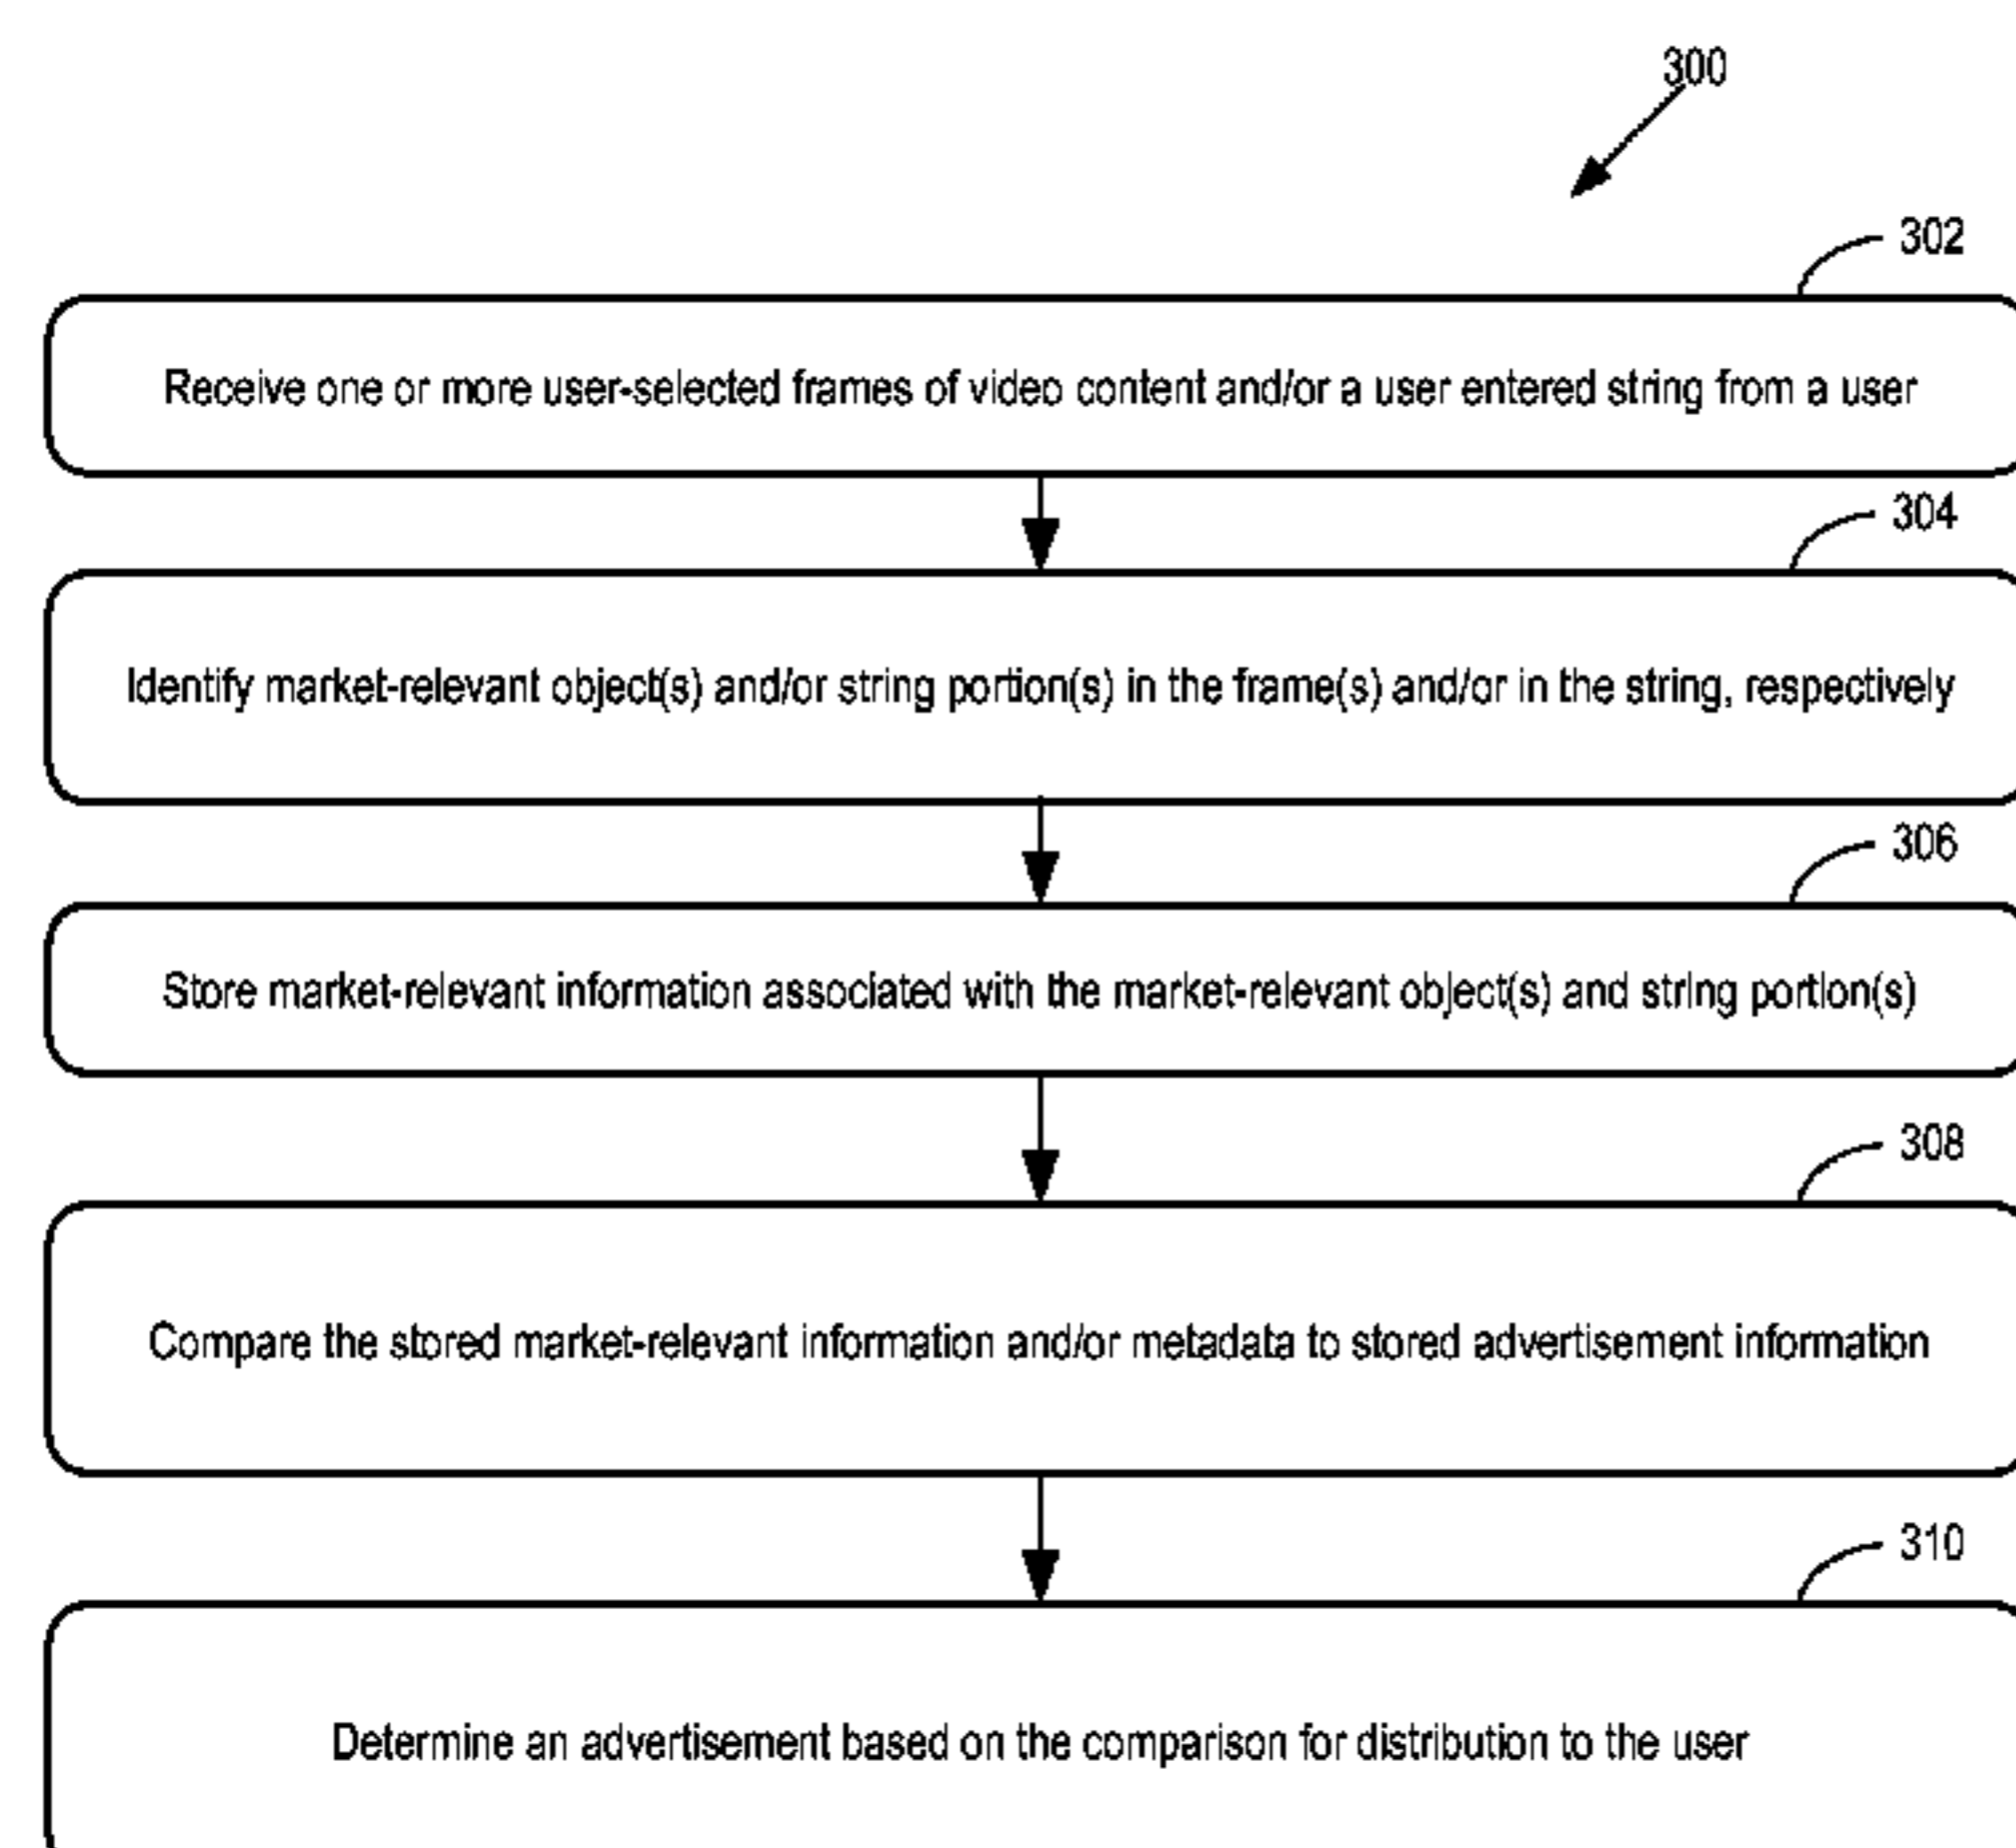 300
302
Receive one or more user-selected frames of video content and/or a user entered string from a user
304
Identify market-relevant object(s) and/or string portion(s) in the frame(s) and/or in the string, respectively
306
Store market-relevant information associated with the market-relevant object(s) and string portion(s)
308
Compare the stored market-relevant information and/or metadata to stored advertisement information
310
Determine an advertisement based on the comparison for distribution to the user